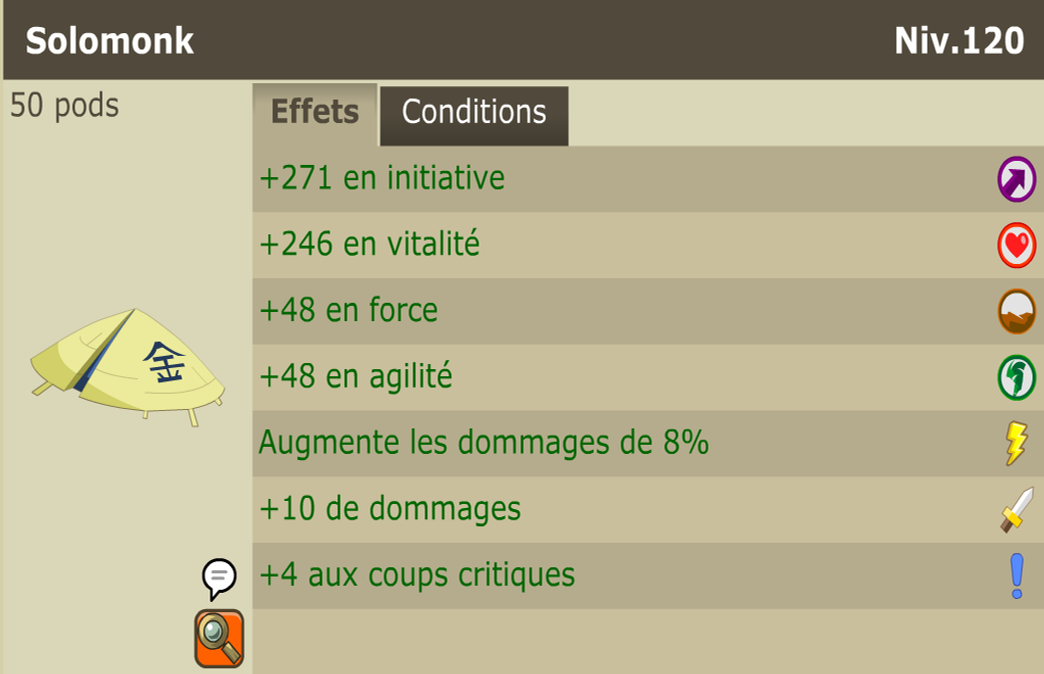 Solomonk
Niv.120
50 pods
Effets
Conditions
+271 en initiative
+246 en vitalité
+48 en force
+48 en agilité
金
Augmente les dommages de 8%
+10 de dommages
+4 aux coups critiques